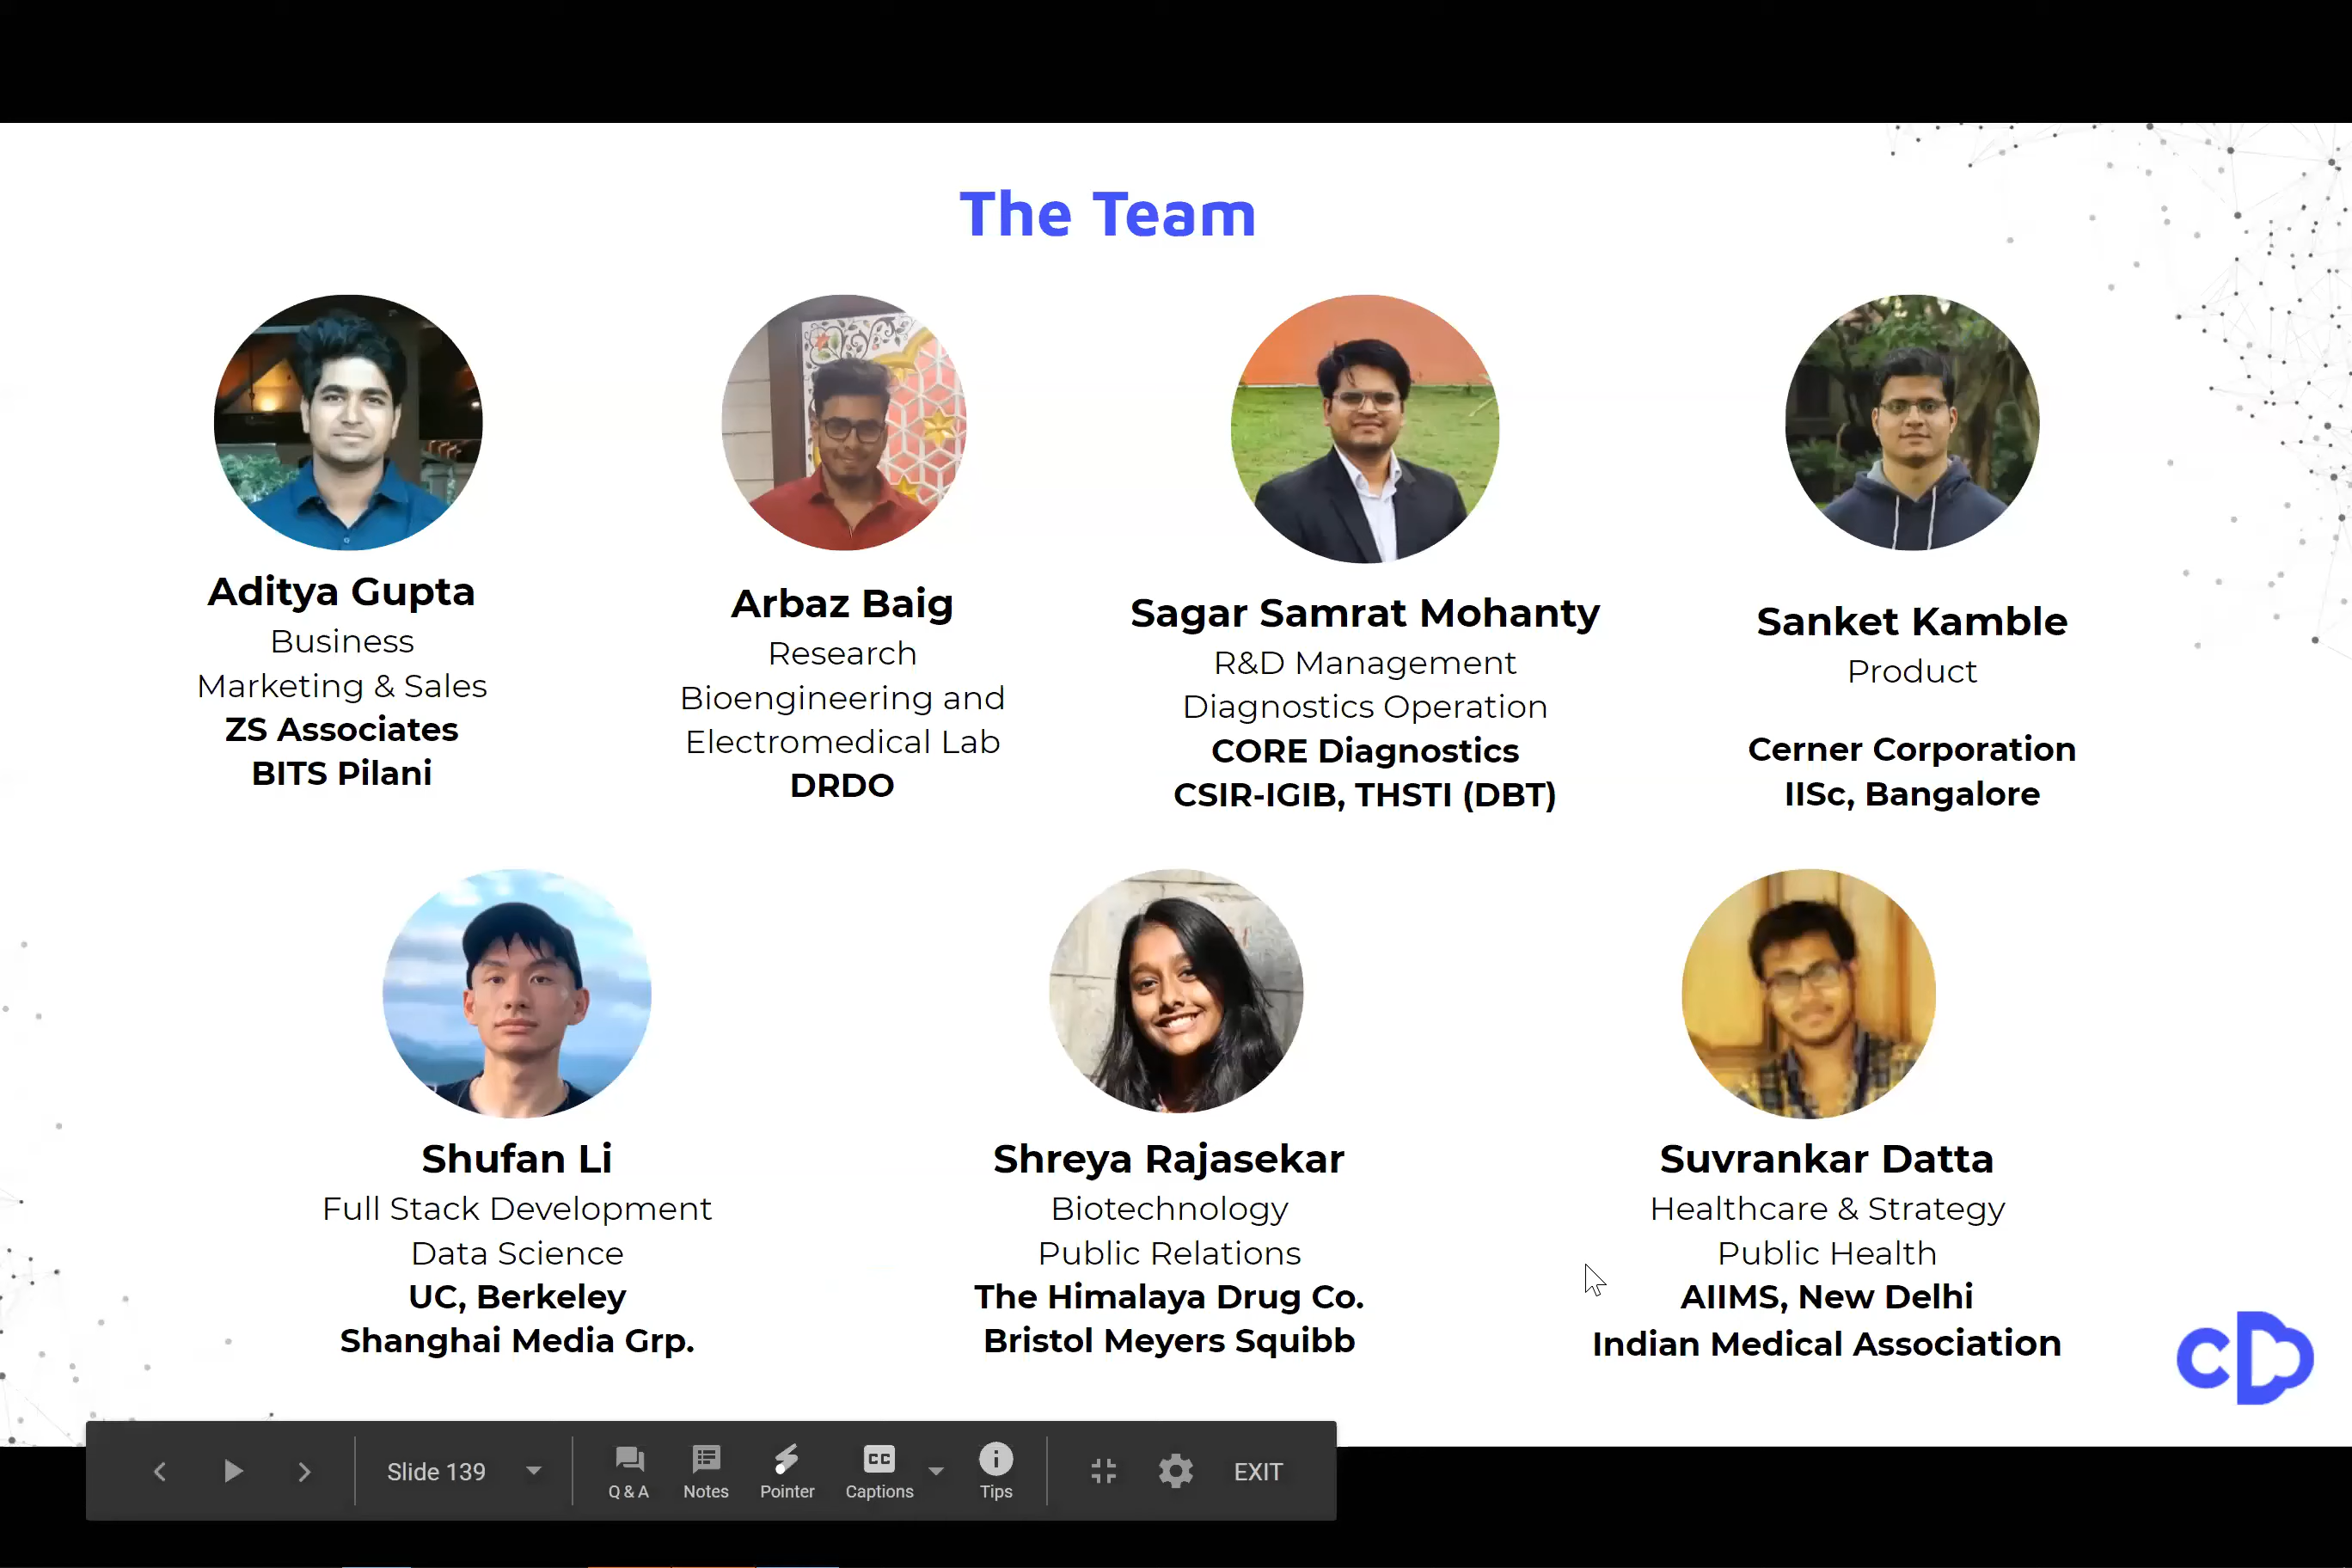 The Team
Aditya Gupta
Business
Marketing & Sales
ZS Associates
BITS Pilani
Arbaz Baig
Research
Bioengineering and
Electromedical Lab
DRDO
Sagar Samrat Mohanty
R&D Management
Diagnostics Operation
CORE Diagnostics
CSIR-IGIB, THSTI (DBT)
Sanket Kamble
Product
Cerner Corporation
IISc, Bangalore
Shufan Li
Full Stack Development
Data Science
UC, Berkeley
Shanghai Media Grp.
Shreya Rajasekar
Biotechnology
Public Relations
The Himalaya Drug Co.
Bristol Meyers Squibb
Suvrankar Datta
Healthcare & Strategy
Public Health
AIIMS, New Delhi
Indian Medical Association
Slide 139
Q & A
Notes
Pointer
CC
Captions
Tips
EXIT